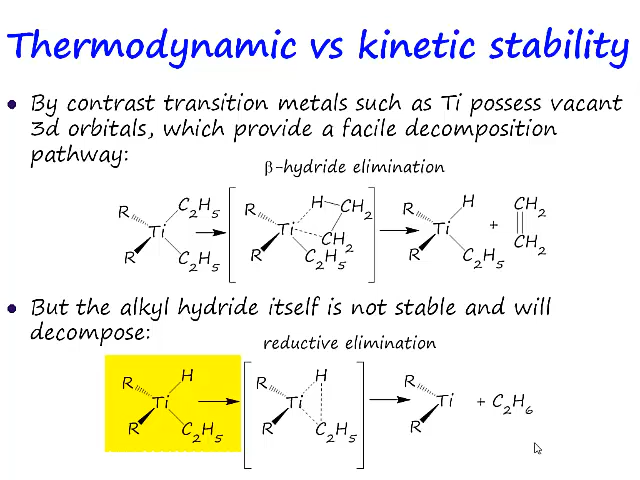 Thermodynamic vs kinetic stability
• By contrast transition metals such as Ti possess vacant
3d orbitals, which provide a facile decomposition
pathway:
β-hydride elimination
R R Ti C₂H₅ C₂H₅ → [ R R Ti H CH₂ CH₂ C₂H₅ ] → R R Ti H C₂H₅ + CH₂ CH₂
• But the alkyl hydride itself is not stable and will
decompose:
reductive elimination
R R Ti H C₂H₅ → [ R R Ti H C₂H₅ ] → R R Ti + C₂H₆